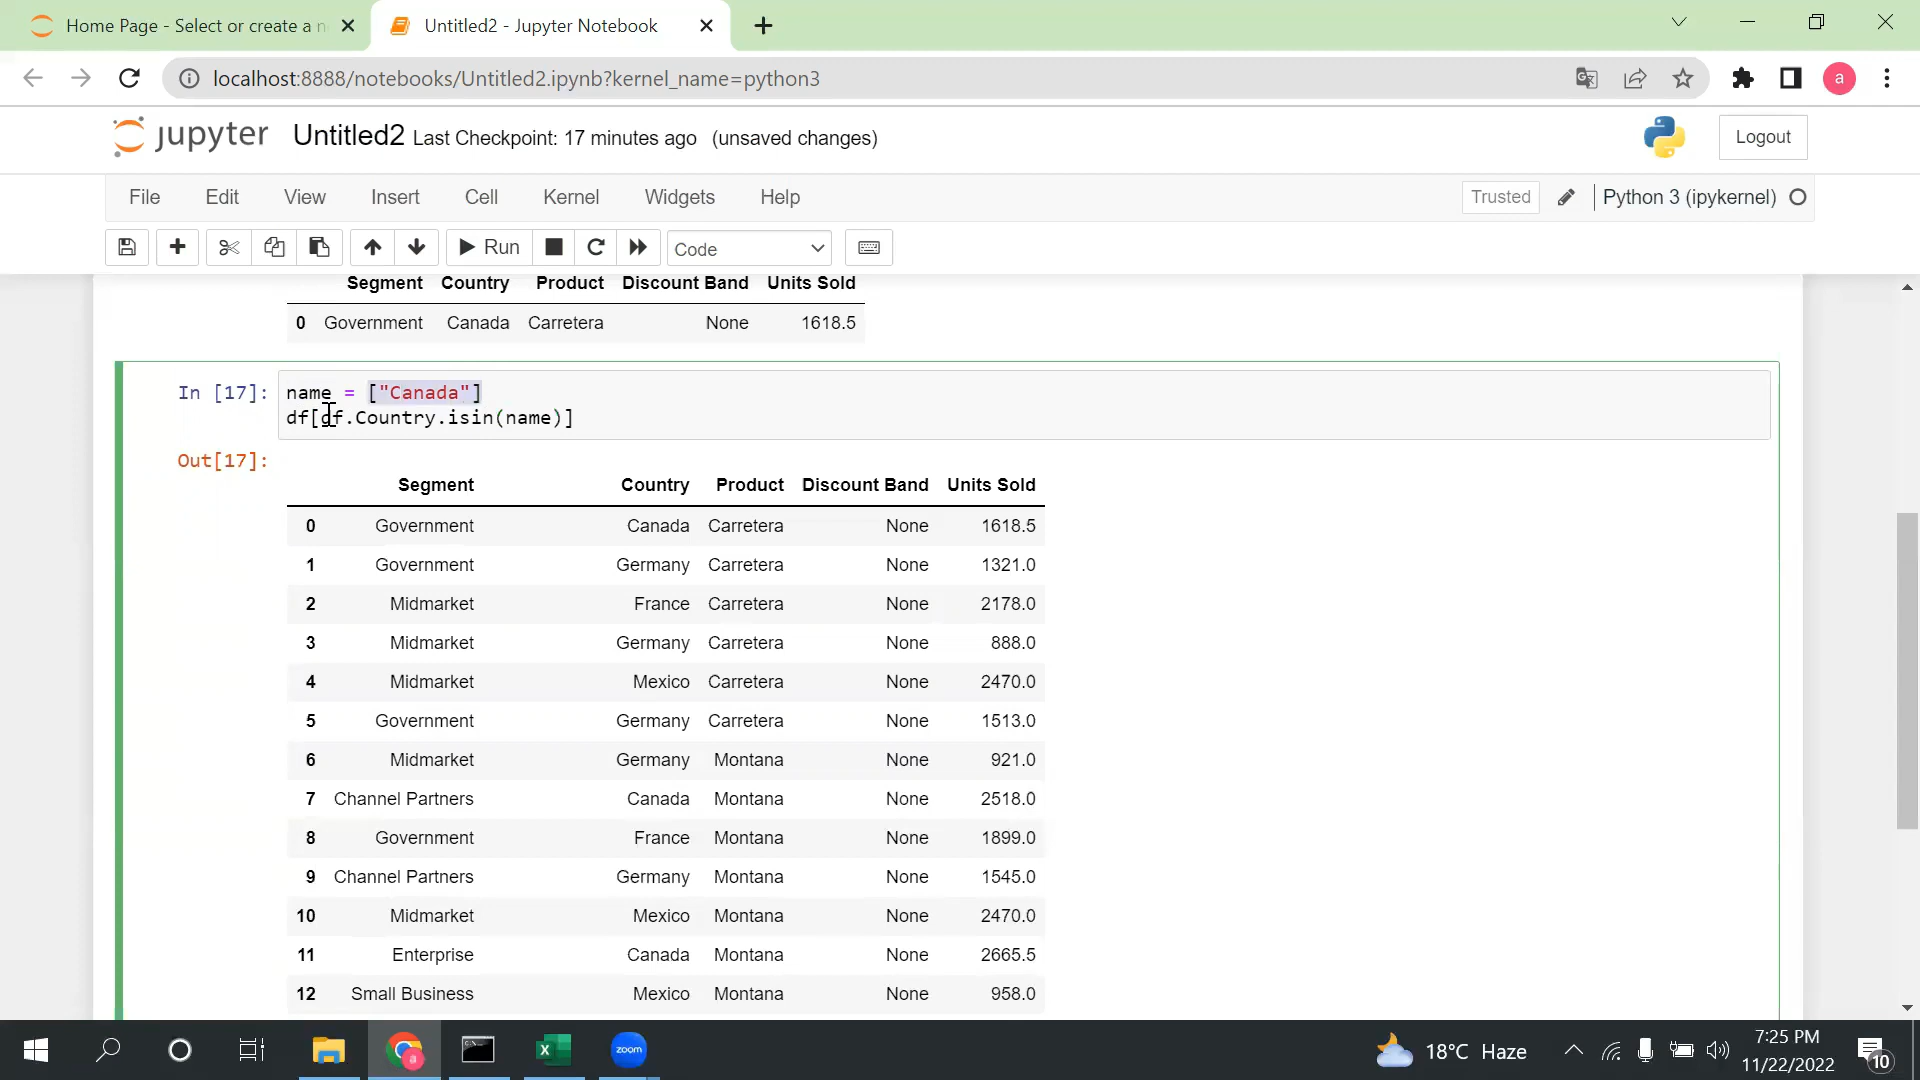 Home Page - Select or create a n
Untitled2 - Jupyter Notebook
localhost:8888/notebooks/Untitled2.ipynb?kernel_name=python3
a
jupyter Untitled2 Last Checkpoint: 17 minutes ago (unsaved changes)
Logout
File Edit View Insert Cell Kernel Widgets Help
Trusted Python 3 (ipykernel)
Run Code
Segment Country Product Discount Band Units Sold
0 Government Canada Carretera None 1618.5
In [17]: name = ["Canada"]
df[df.Country.isin(name)]
Out[17]:
Segment Country Product Discount Band Units Sold
0 Government Canada Carretera None 1618.5
1 Government Germany Carretera None 1321.0
2 Midmarket France Carretera None 2178.0
3 Midmarket Germany Carretera None 888.0
4 Midmarket Mexico Carretera None 2470.0
5 Government Germany Carretera None 1513.0
6 Midmarket Germany Montana None 921.0
7 Channel Partners Canada Montana None 2518.0
8 Government France Montana None 1899.0
9 Channel Partners Germany Montana None 1545.0
10 Midmarket Mexico Montana None 2470.0
11 Enterprise Canada Montana None 2665.5
12 Small Business Mexico Montana None 958.0
a
zoom
18°C Haze
7:25 PM
11/22/2022
10